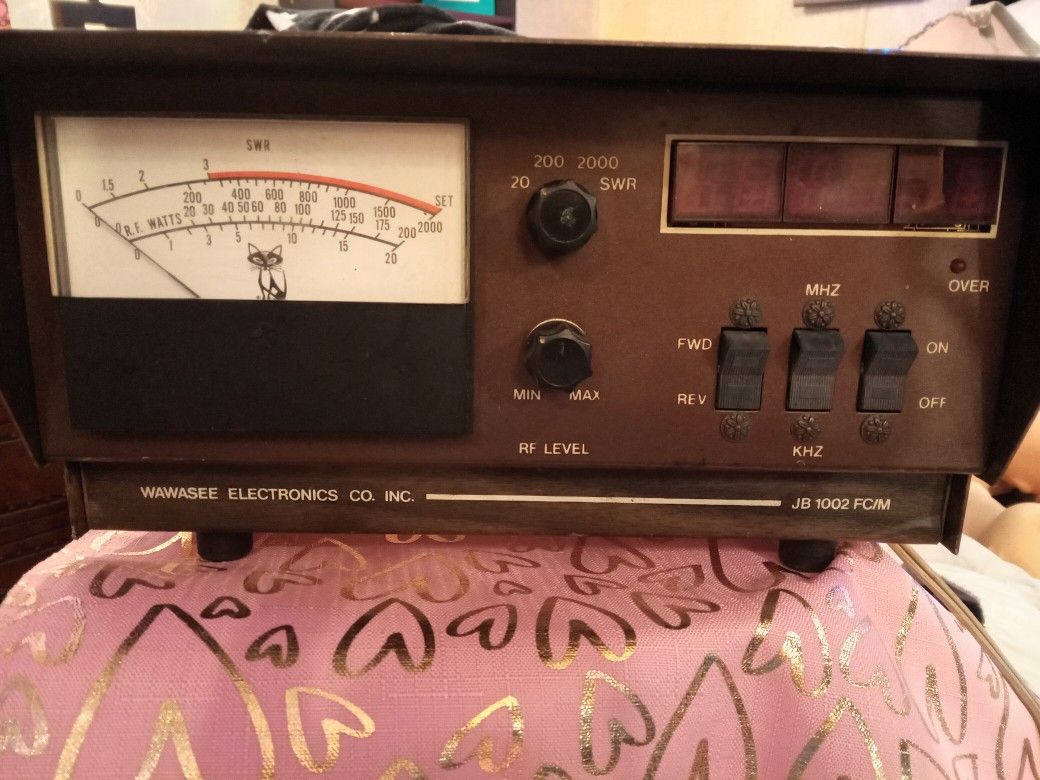 SWR
0 1.5 2 3 SET
0 200 400 600 800 1000 1500 2000
R.F. WATTS 20 30 40 50 60 80 100 125 150 175 200
0 1 3 5 10 15 20
200 2000
20 SWR
OVER
MHZ
FWD ON
MIN MAX REV OFF
RF LEVEL KHZ
WAWASEE ELECTRONICS CO. INC. JB 1002 FC/M